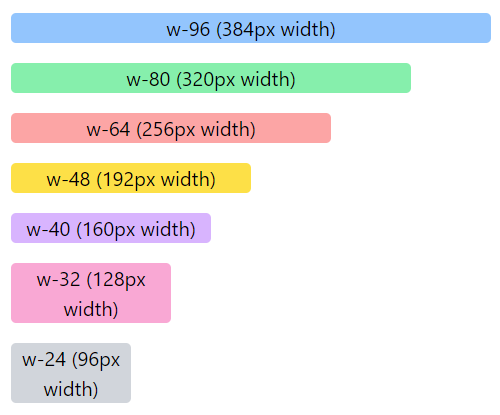 w-96 (384px width)
w-80 (320px width)
w-64 (256px width)
w-48 (192px width)
w-40 (160px width)
w-32 (128px
width)
w-24 (96px
width)